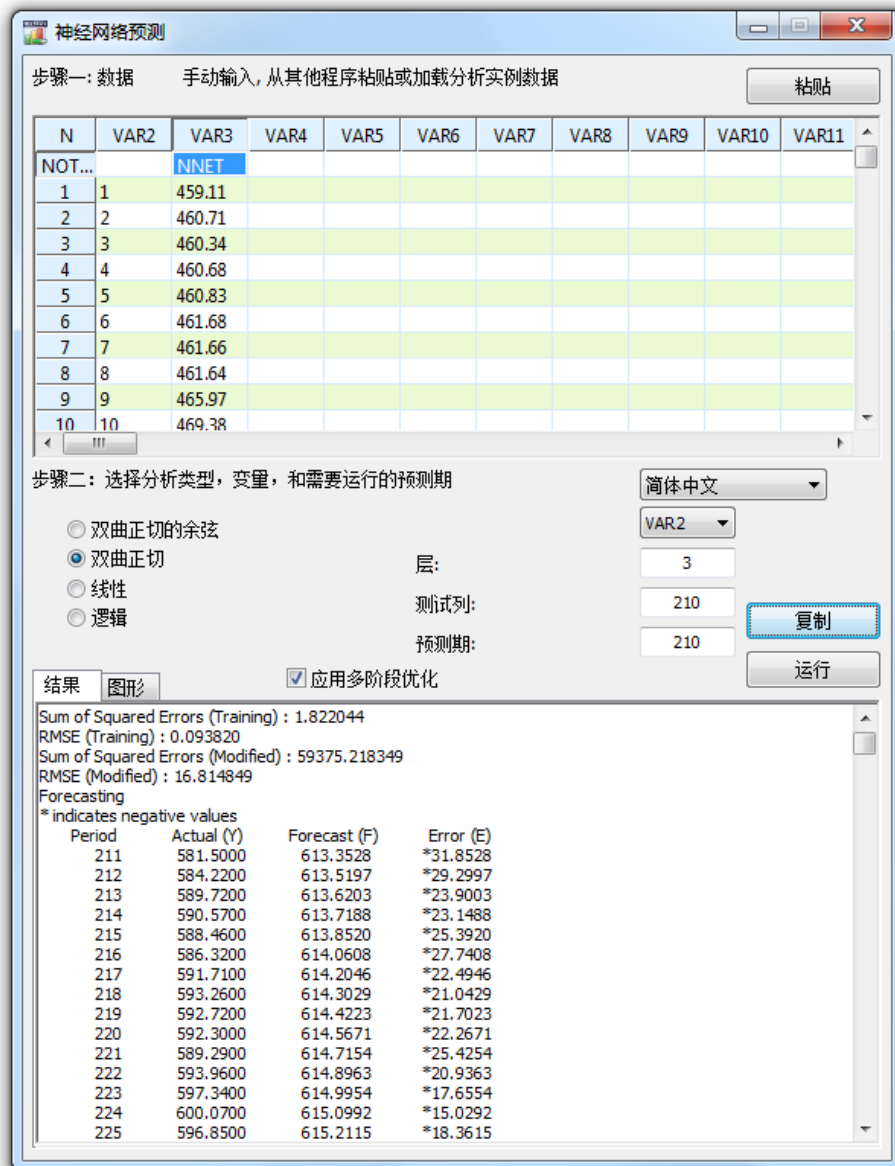 神经网络预测
步骤一: 数据 手动输入, 从其他程序粘贴或加载分析实例数据
粘贴
N VAR2 VAR3 VAR4 VAR5 VAR6 VAR7 VAR8 VAR9 VAR10 VAR11
NOT... NNET
1 1 459.11
2 2 460.71
3 3 460.34
4 4 460.68
5 5 460.83
6 6 461.68
7 7 461.66
8 8 461.64
9 9 465.97
10 10 469.38
步骤二: 选择分析类型, 变量, 和需要运行的预测期
简体中文
双曲正切的余弦
VAR2
双曲正切
层: 3
线性
测试列: 210
逻辑
复制
预测期: 210
运行
结果 图形
应用多阶段优化
Sum of Squared Errors (Training) : 1.822044
RMSE (Training) : 0.093820
Sum of Squared Errors (Modified) : 59375.218349
RMSE (Modified) : 16.814849
Forecasting
* indicates negative values
Period Actual (Y) Forecast (F) Error (E)
211 581.5000 613.3528 *31.8528
212 584.2200 613.5197 *29.2997
213 589.7200 613.6203 *23.9003
214 590.5700 613.7188 *23.1488
215 588.4600 613.8520 *25.3920
216 586.3200 614.0608 *27.7408
217 591.7100 614.2046 *22.4946
218 593.2600 614.3029 *21.0429
219 592.7200 614.4223 *21.7023
220 592.3000 614.5671 *22.2671
221 589.2900 614.7154 *25.4254
222 593.9600 614.8963 *20.9363
223 597.3400 614.9954 *17.6554
224 600.0700 615.0992 *15.0292
225 596.8500 615.2115 *18.3615